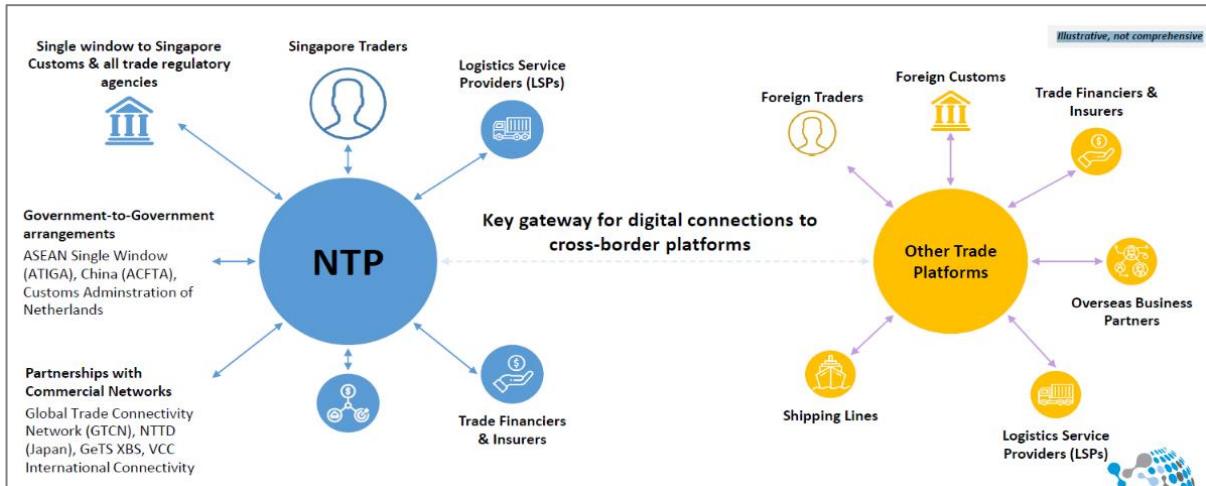 Illustrative, not comprehensive
Single window to Singapore
Customs & all trade regulatory
agencies
Singapore Traders
Logistics Service
Providers (LSPs)
Government-to-Government
arrangements
ASEAN Single Window
(ATIGA), China (ACFTA),
Customs Adminstration of
Netherlands
NTP
Partnerships with
Commercial Networks
Global Trade Connectivity
Network (GTCN), NTTD
(Japan), GeTS XBS, VCC
International Connectivity
Trade Financiers
& Insurers
Key gateway for digital connections to
cross-border platforms
Foreign Traders
Foreign Customs
Trade Financiers &
Insurers
Other Trade
Platforms
Overseas Business
Partners
Shipping Lines
Logistics Service
Providers (LSPs)